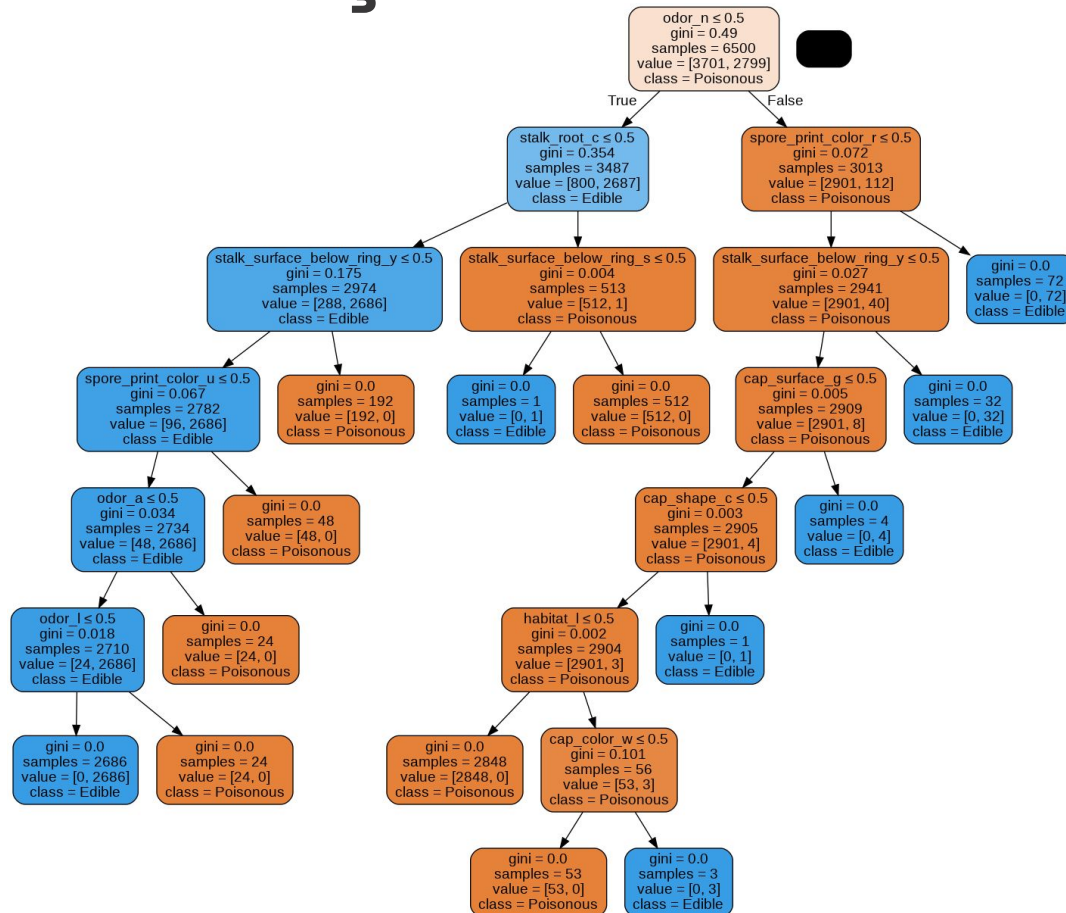 odor_n ≤ 0.5
gini = 0.49
samples = 6500
value = [3701, 2799]
class = Poisonous
True
False
stalk_root_c ≤ 0.5
gini = 0.354
samples = 3487
value = [800, 2687]
class = Edible
spore_print_color_r ≤ 0.5
gini = 0.072
samples = 3013
value = [2901, 112]
class = Poisonous
stalk_surface_below_ring_y ≤ 0.5
gini = 0.175
samples = 2974
value = [288, 2686]
class = Edible
stalk_surface_below_ring_s ≤ 0.5
gini = 0.004
samples = 513
value = [512, 1]
class = Poisonous
stalk_surface_below_ring_y ≤ 0.5
gini = 0.027
samples = 2941
value = [2901, 40]
class = Poisonous
gini = 0.0
samples = 72
value = [0, 72]
class = Edible
spore_print_color_u ≤ 0.5
gini = 0.067
samples = 2782
value = [96, 2686]
class = Edible
gini = 0.0
samples = 192
value = [192, 0]
class = Poisonous
gini = 0.0
samples = 1
value = [0, 1]
class = Edible
gini = 0.0
samples = 512
value = [512, 0]
class = Poisonous
cap_surface_g ≤ 0.5
gini = 0.005
samples = 2909
value = [2901, 8]
class = Poisonous
gini = 0.0
samples = 32
value = [0, 32]
class = Edible
odor_a ≤ 0.5
gini = 0.034
samples = 2734
value = [48, 2686]
class = Edible
gini = 0.0
samples = 48
value = [48, 0]
class = Poisonous
cap_shape_c ≤ 0.5
gini = 0.003
samples = 2905
value = [2901, 4]
class = Poisonous
gini = 0.0
samples = 4
value = [0, 4]
class = Edible
odor_l ≤ 0.5
gini = 0.018
samples = 2710
value = [24, 2686]
class = Edible
gini = 0.0
samples = 24
value = [24, 0]
class = Poisonous
habitat_l ≤ 0.5
gini = 0.002
samples = 2904
value = [2901, 3]
class = Poisonous
gini = 0.0
samples = 1
value = [0, 1]
class = Edible
gini = 0.0
samples = 2686
value = [0, 2686]
class = Edible
gini = 0.0
samples = 24
value = [24, 0]
class = Poisonous
gini = 0.0
samples = 2848
value = [2848, 0]
class = Poisonous
cap_color_w ≤ 0.5
gini = 0.101
samples = 56
value = [53, 3]
class = Poisonous
gini = 0.0
samples = 53
value = [53, 0]
class = Poisonous
gini = 0.0
samples = 3
value = [0, 3]
class = Edible